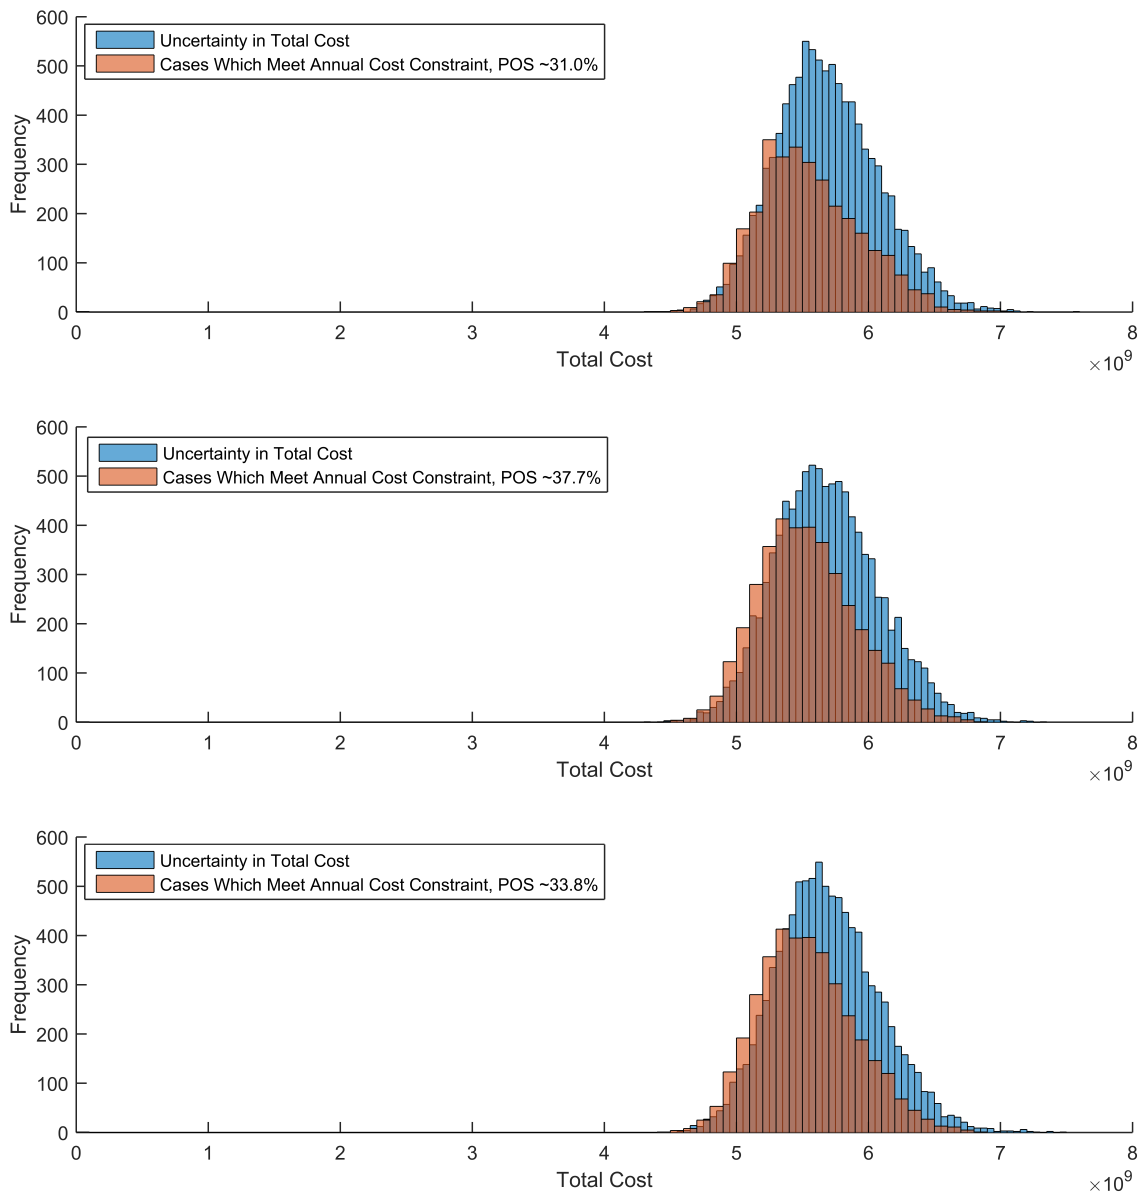 600
Uncertainty in Total Cost
Cases Which Meet Annual Cost Constraint, POS ~31.0%
500
400
300
200
100
0
Frequency
0 1 2 3 4 5 6 7 8
Total Cost
×10^9
600
Uncertainty in Total Cost
Cases Which Meet Annual Cost Constraint, POS ~37.7%
500
400
300
200
100
0
Frequency
0 1 2 3 4 5 6 7 8
Total Cost
×10^9
600
Uncertainty in Total Cost
Cases Which Meet Annual Cost Constraint, POS ~33.8%
500
400
300
200
100
0
Frequency
0 1 2 3 4 5 6 7 8
Total Cost
×10^9